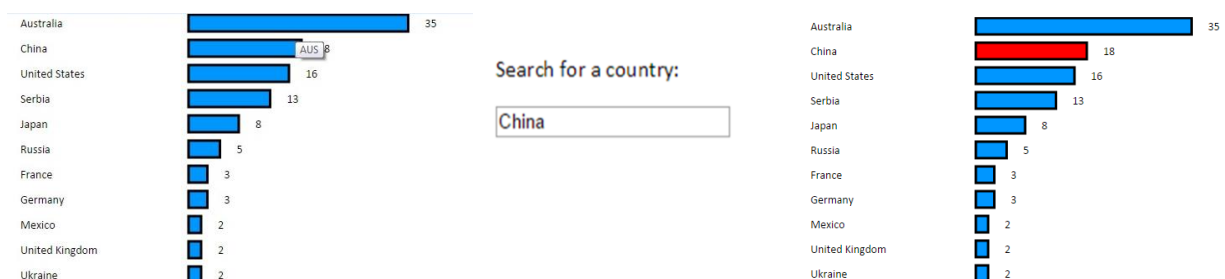 Australia 35
China AUS 8
United States 16
Serbia 13
Japan 8
Russia 5
France 3
Germany 3
Mexico 2
United Kingdom 2
Ukraine 2
Search for a country:
China
Australia 35
China 18
United States 16
Serbia 13
Japan 8
Russia 5
France 3
Germany 3
Mexico 2
United Kingdom 2
Ukraine 2